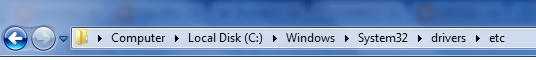 Computer Local Disk (C:) Windows System32 drivers etc